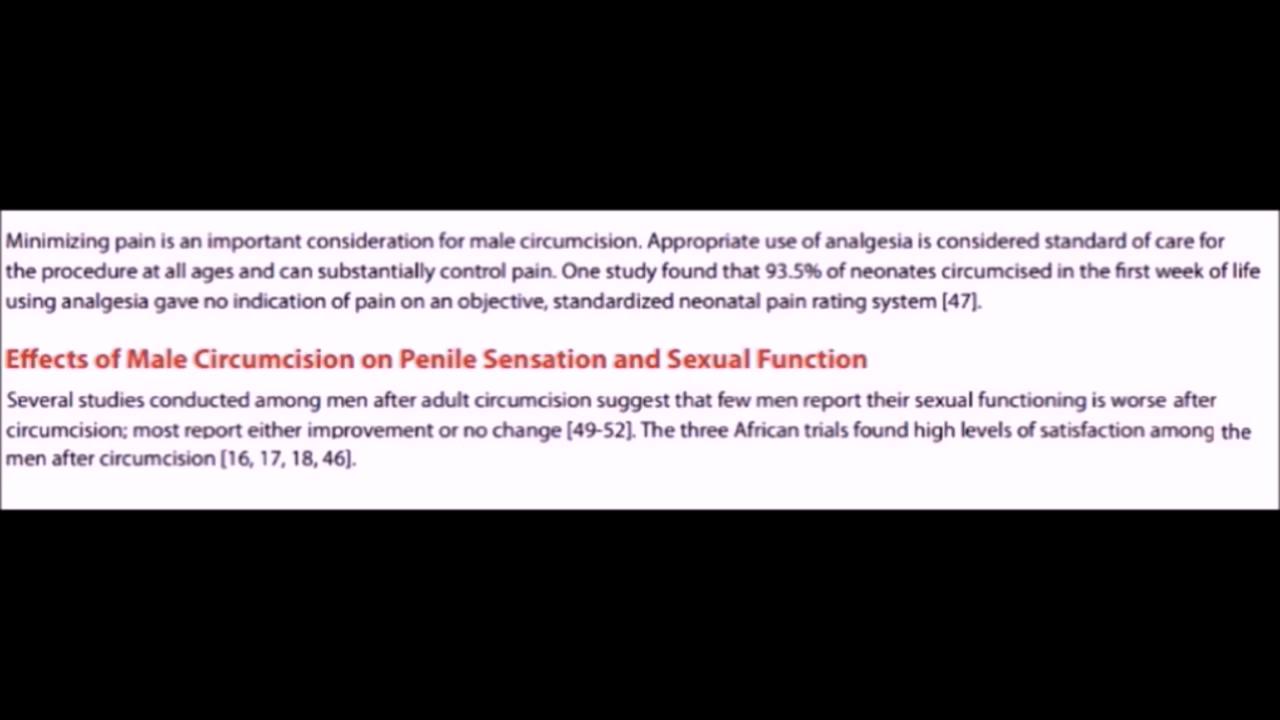 Minimizing pain is an important consideration for male circumcision. Appropriate use of analgesia is considered standard of care for
the procedure at all ages and can substantially control pain. One study found that 93.5% of neonates circumcised in the first week of life
using analgesia gave no indication of pain on an objective, standardized neonatal pain rating system [47].
Effects of Male Circumcision on Penile Sensation and Sexual Function
Several studies conducted among men after adult circumcision suggest that few men report their sexual functioning is worse after
circumcision; most report either improvement or no change [49-52]. The three African trials found high levels of satisfaction among the
men after circumcision [16, 17, 18, 46].